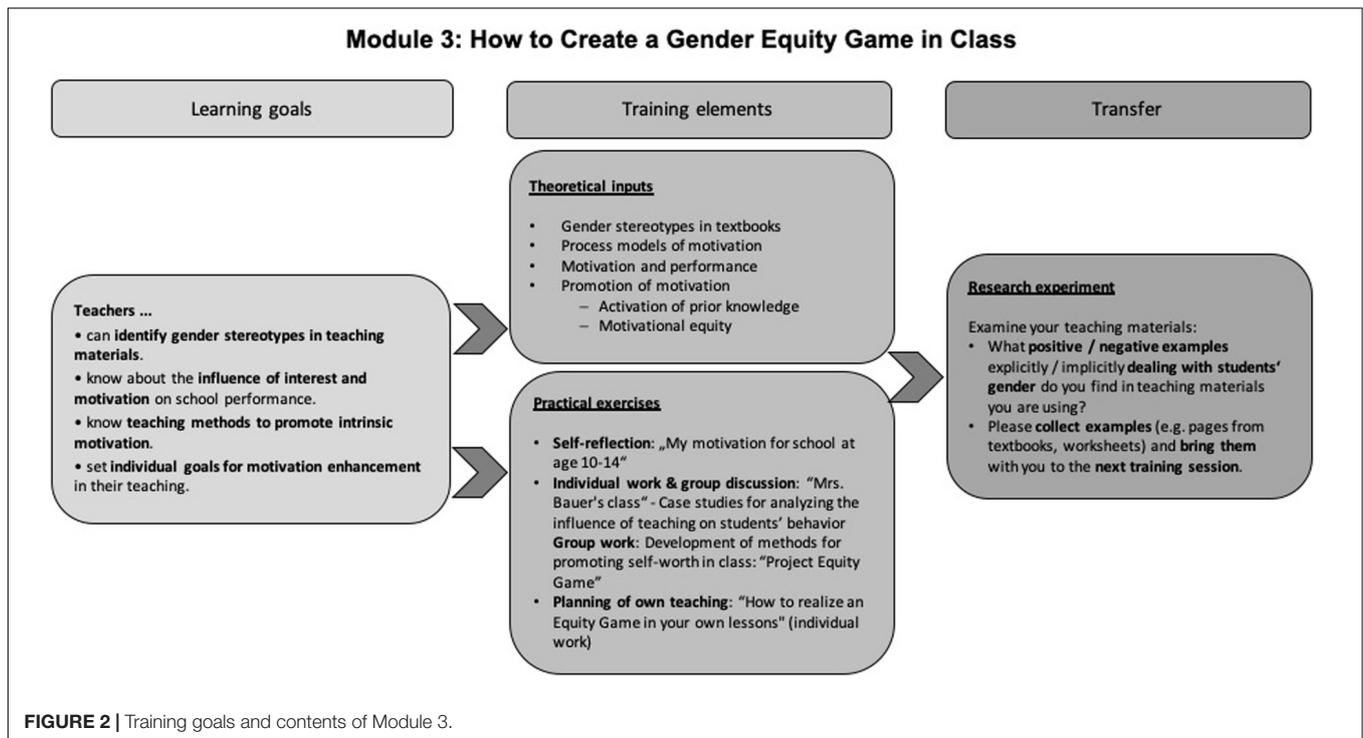 Module 3: How to Create a Gender Equity Game in Class
Learning goals
Training elements
Transfer
Teachers ...
• can identify gender stereotypes in teaching
materials.
• know about the influence of interest and
motivation on school performance.
• know teaching methods to promote intrinsic
motivation.
• set individual goals for motivation enhancement
in their teaching.
Theoretical inputs
• Gender stereotypes in textbooks
• Process models of motivation
• Motivation and performance
• Promotion of motivation
– Activation of prior knowledge
– Motivational equity
Practical exercises
• Self-reflection: „My motivation for school at
age 10-14“
• Individual work & group discussion: “Mrs.
Bauer's class“ - Case studies for analyzing the
influence of teaching on students’ behavior
Group work: Development of methods for
promoting self-worth in class: “Project Equity
Game”
• Planning of own teaching: “How to realize an
Equity Game in your own lessons" (individual
work)
Research experiment
Examine your teaching materials:
• What positive / negative examples
explicitly / implicitly dealing with students‘
gender do you find in teaching materials
you are using?
• Please collect examples (e.g. pages from
textbooks, worksheets) and bring them
with you to the next training session.
FIGURE 2 | Training goals and contents of Module 3.